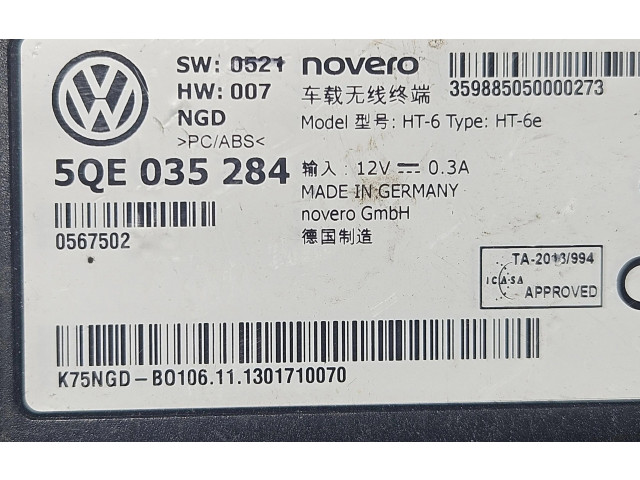 SW: 0521
HW: 007
NGD
>PC/ABS<
5QE 035 284
0567502
novero
车载无线终端
Model 型号: HT-6 Type: HT-6e
输入: 12V 0.3A
MADE IN GERMANY
novero GmbH
德国制造
359885050000273
TA-2013/994
ICASA
APPROVED
K75NGD-B0106.11.1301710070